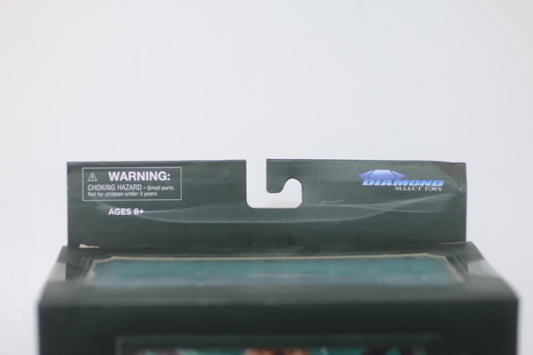 WARNING:
CHOKING HAZARD - Small parts
Not for children under 3 years.
AGES 8+
DIAMOND
SELECT TOYS